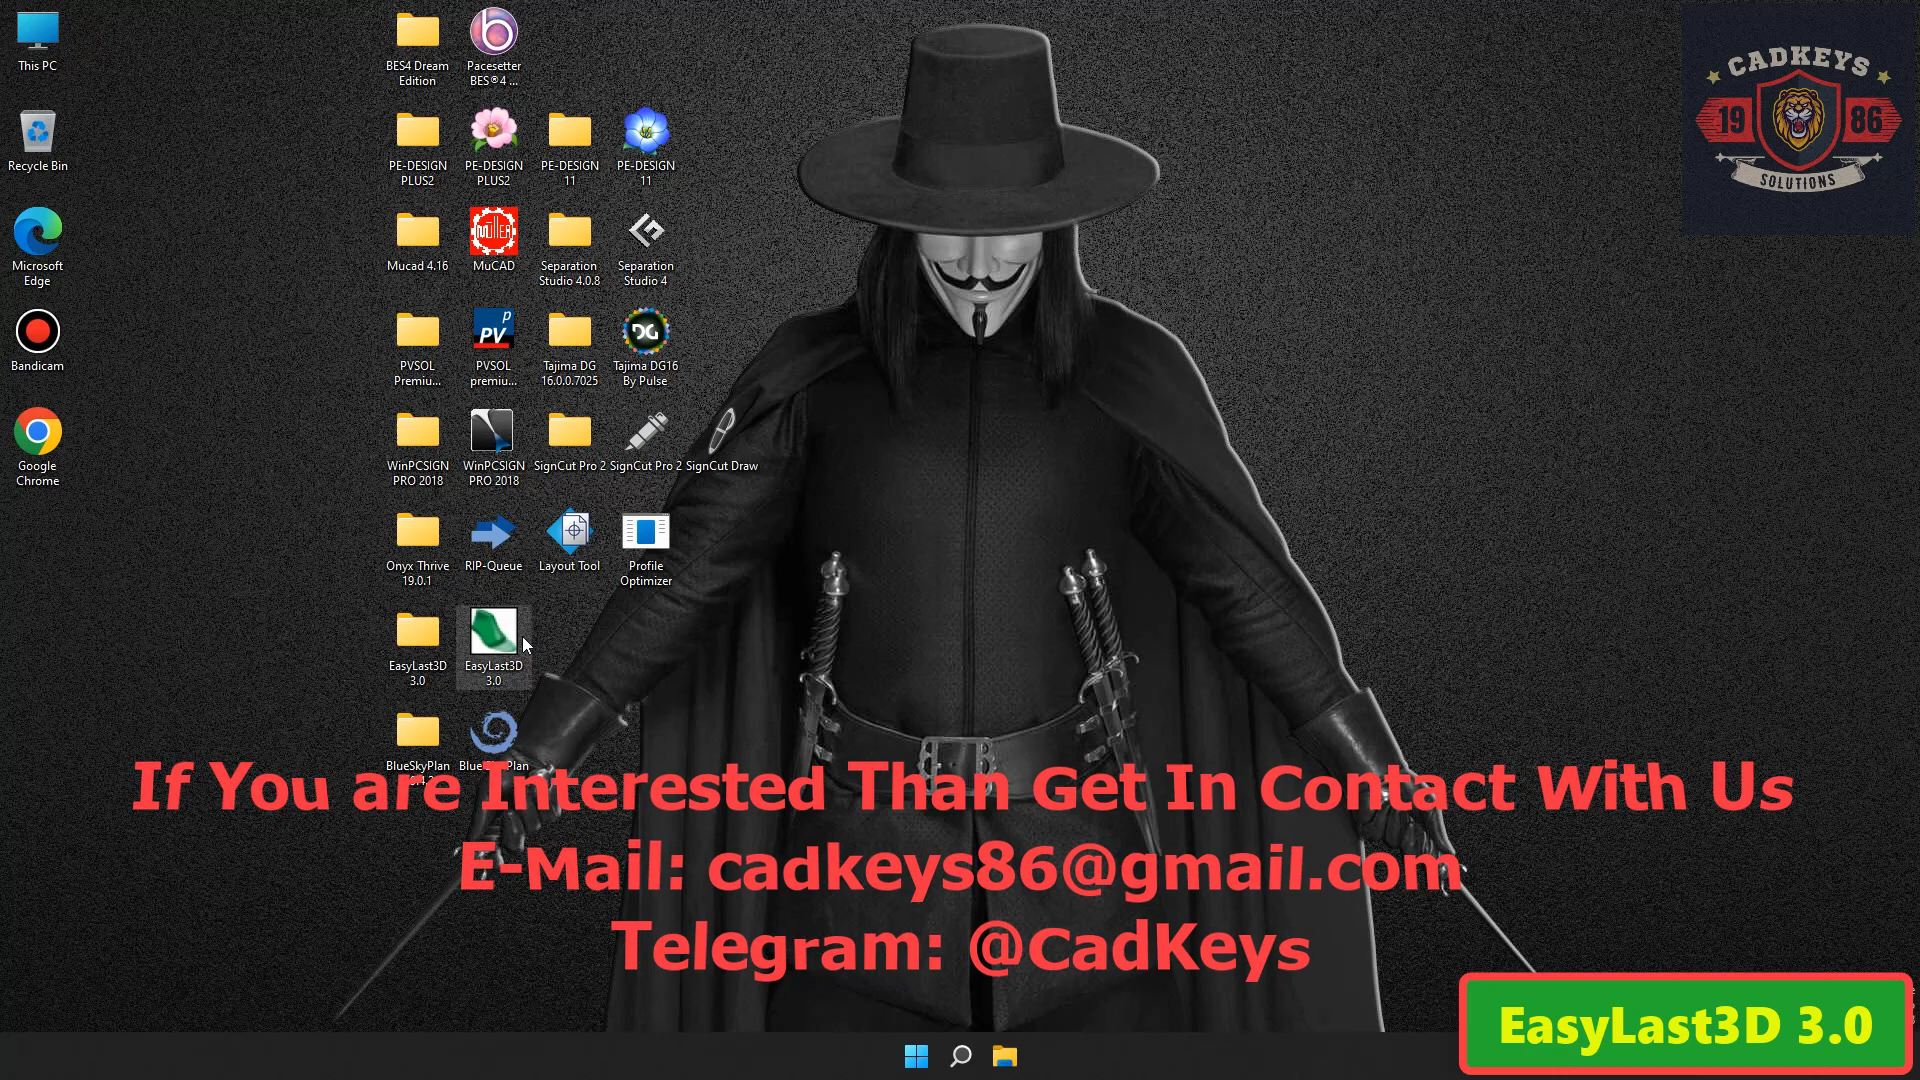 This PC
BES4 Dream
Edition
Pacesetter
BES®4 ...
CADKEYS
19 86
SOLUTIONS
Recycle Bin
PE-DESIGN
PLUS2
PE-DESIGN
PLUS2
PE-DESIGN
11
PE-DESIGN
11
Microsoft
Edge
Mucad 4.16
MuCAD
Separation
Studio 4.0.8
Separation
Studio 4
Bandicam
PVSOL
Premiu...
PV P
PVSOL
premiu...
Tajima DG
16.0.0.7025
DG
Tajima DG16
By Pulse
Google
Chrome
WinPCSIGN
PRO 2018
WinPCSIGN
PRO 2018
SignCut Pro 2
SignCut Pro 2
SignCut Draw
Onyx Thrive
19.0.1
RIP-Queue
Layout Tool
Profile
Optimizer
EasyLast3D
3.0
EasyLast3D
3.0
BlueSkyPlan
If You are Interested Than Get In Contact With Us
E-Mail: cadkeys86@gmail.com
Telegram: @CadKeys
EasyLast3D 3.0